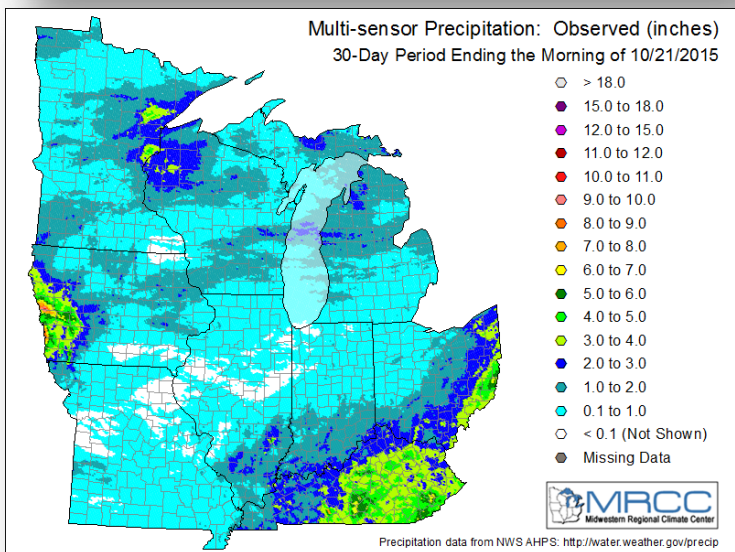 Multi-sensor Precipitation: Observed (inches)
30-Day Period Ending the Morning of 10/21/2015
> 18.0
15.0 to 18.0
12.0 to 15.0
11.0 to 12.0
10.0 to 11.0
9.0 to 10.0
8.0 to 9.0
7.0 to 8.0
6.0 to 7.0
5.0 to 6.0
4.0 to 5.0
3.0 to 4.0
2.0 to 3.0
1.0 to 2.0
0.1 to 1.0
< 0.1 (Not Shown)
Missing Data
MRCC
Midwestern Regional Climate Center
Precipitation data from NWS AHPS: http://water.weather.gov/precip